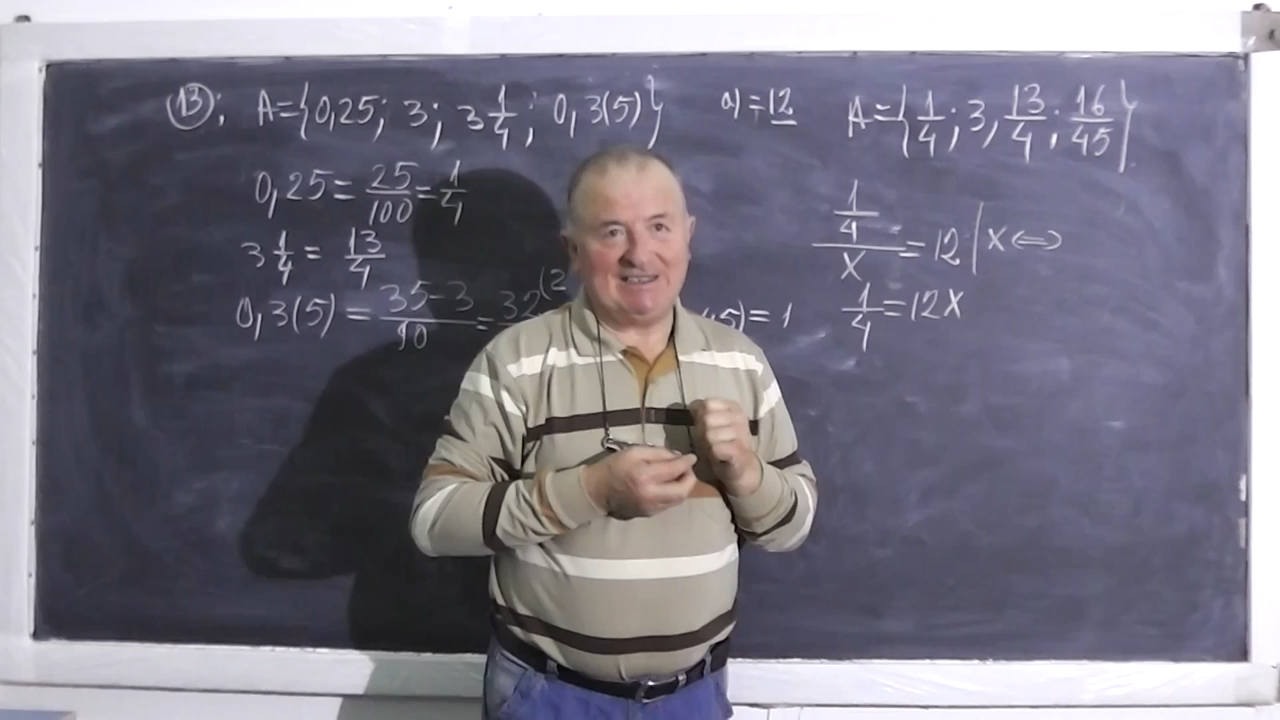 13; A={0,25; 3; 3 1/4; 0,3(5)} a) ÷12 A={1/4; 3, 13/4; 16/45}
0,25=25/100=1/4
3 1/4=13/4
0,3(5)=35-3/90=32(2 ,5)=1
1/4/x=12 |x⟺
1/4=12x